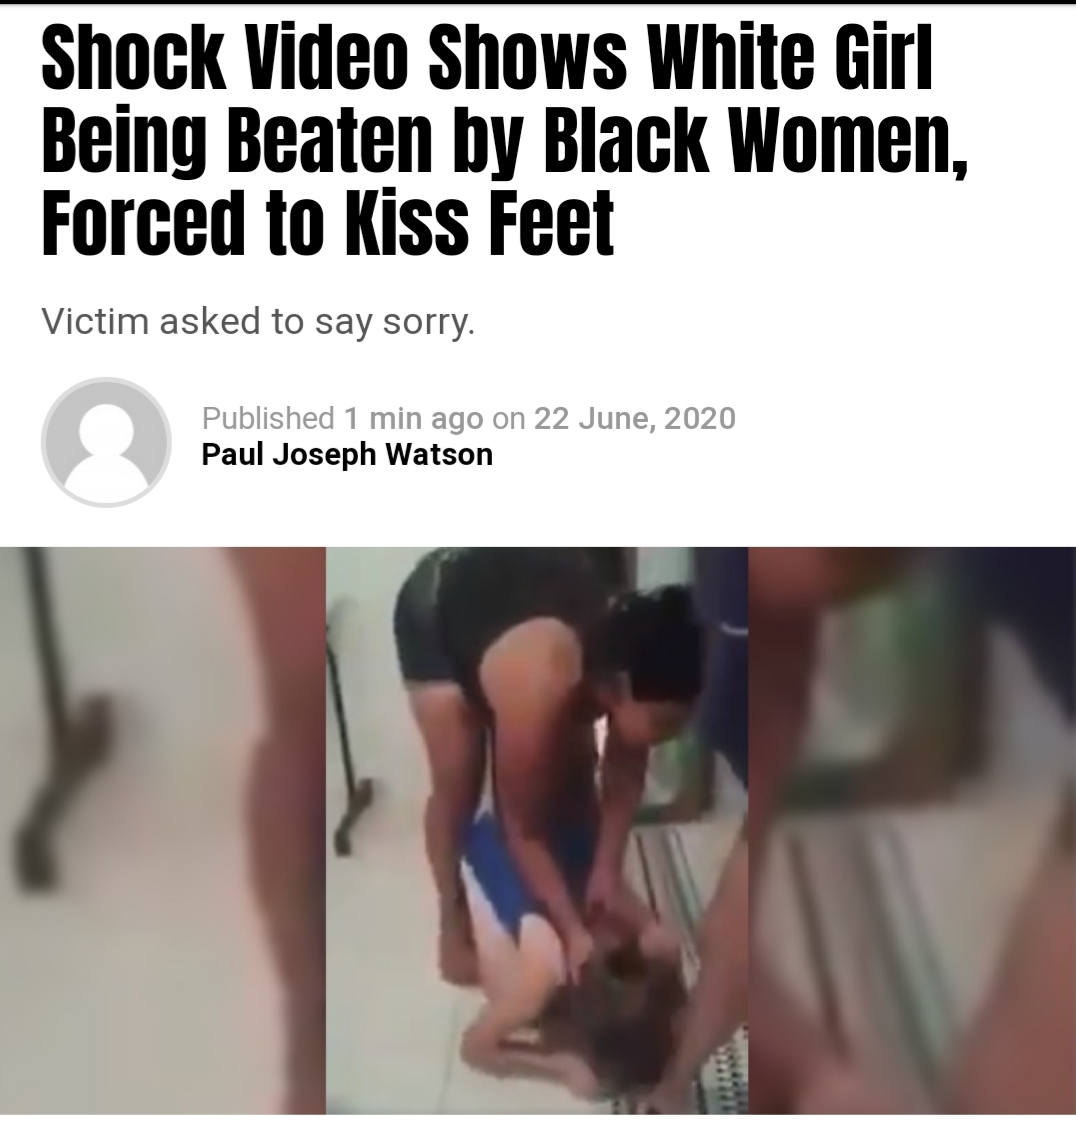 Shock Video Shows White Girl
Being Beaten by Black Women,
Forced to Kiss Feet
Victim asked to say sorry.
Published 1 min ago on 22 June, 2020
Paul Joseph Watson